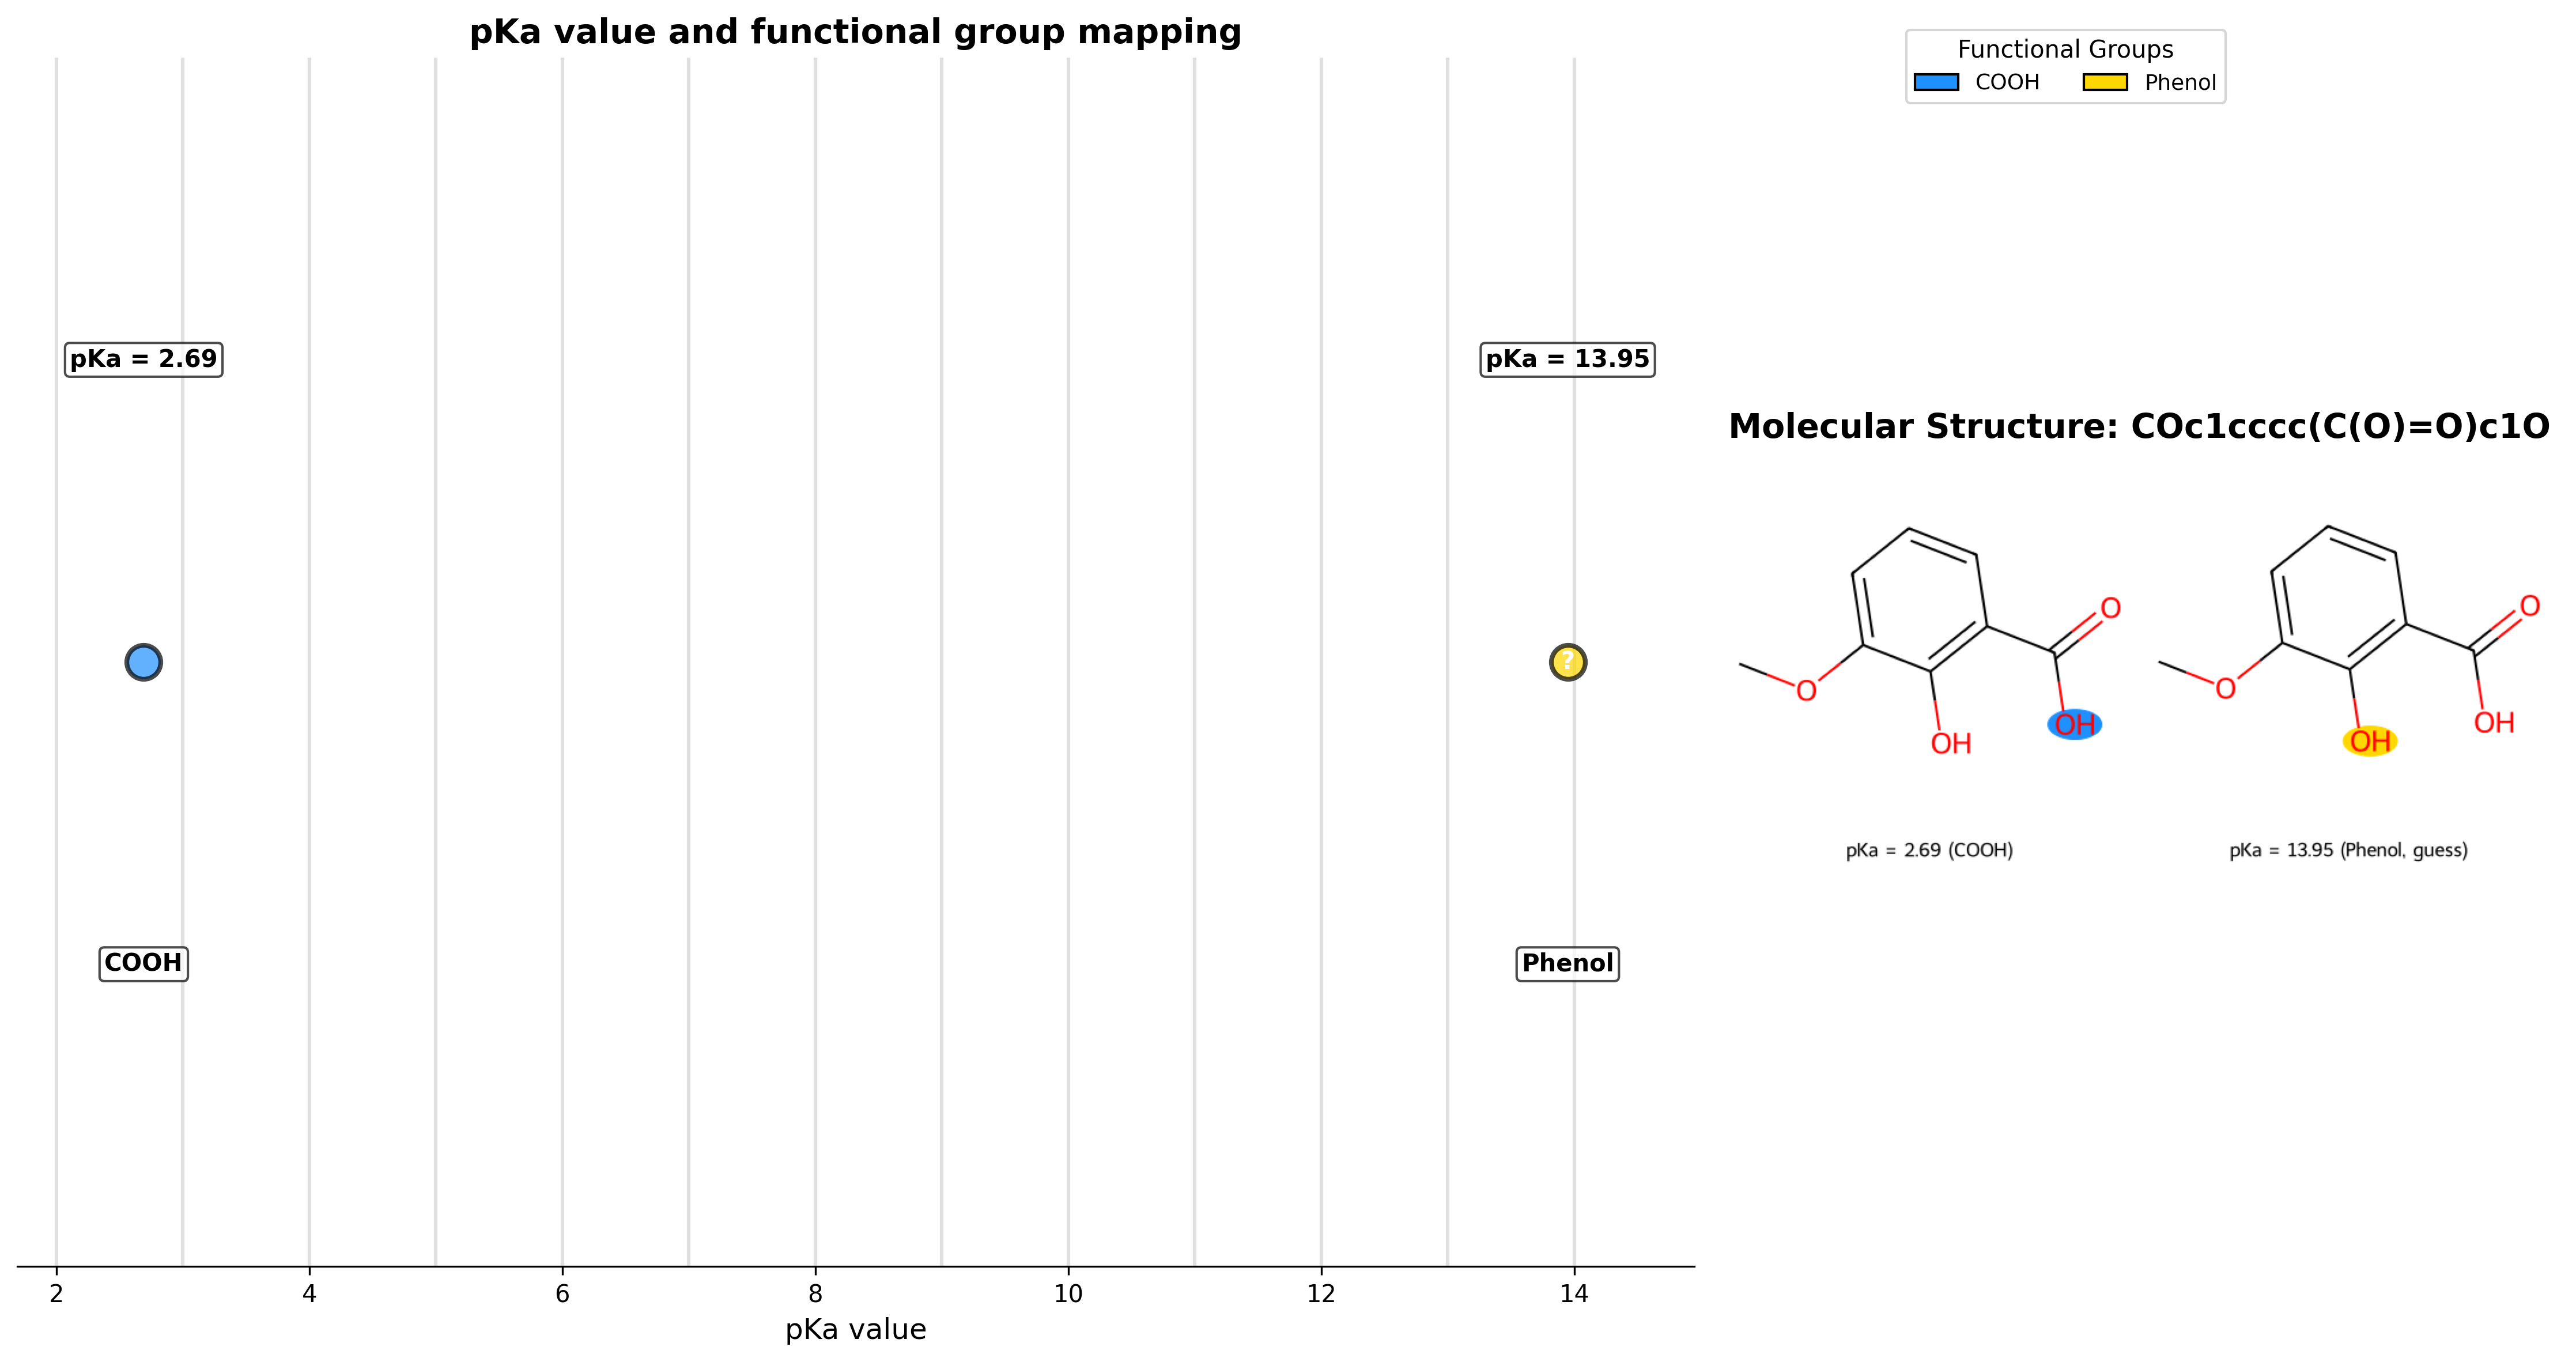 pKa value and functional group mapping
Functional Groups
COOH Phenol
pKa = 2.69 pKa = 13.95
Molecular Structure: COc1cccc(C(O)=O)c1O
O O
? 
O O
OH OH
OH OH
pKa = 2.69 (COOH) pKa = 13.95 (Phenol, guess)
COOH Phenol
2 4 6 8 10 12 14
pKa value